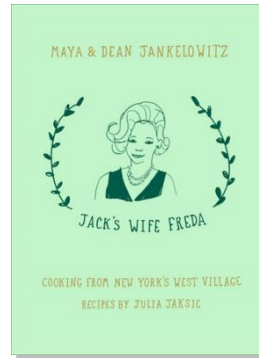 MAYA & DEAN JANKELOWITZ
JACK'S WIFE FREDA
COOKING FROM NEW YORK'S WEST VILLAGE
RECIPES BY JULIA JAKSIC